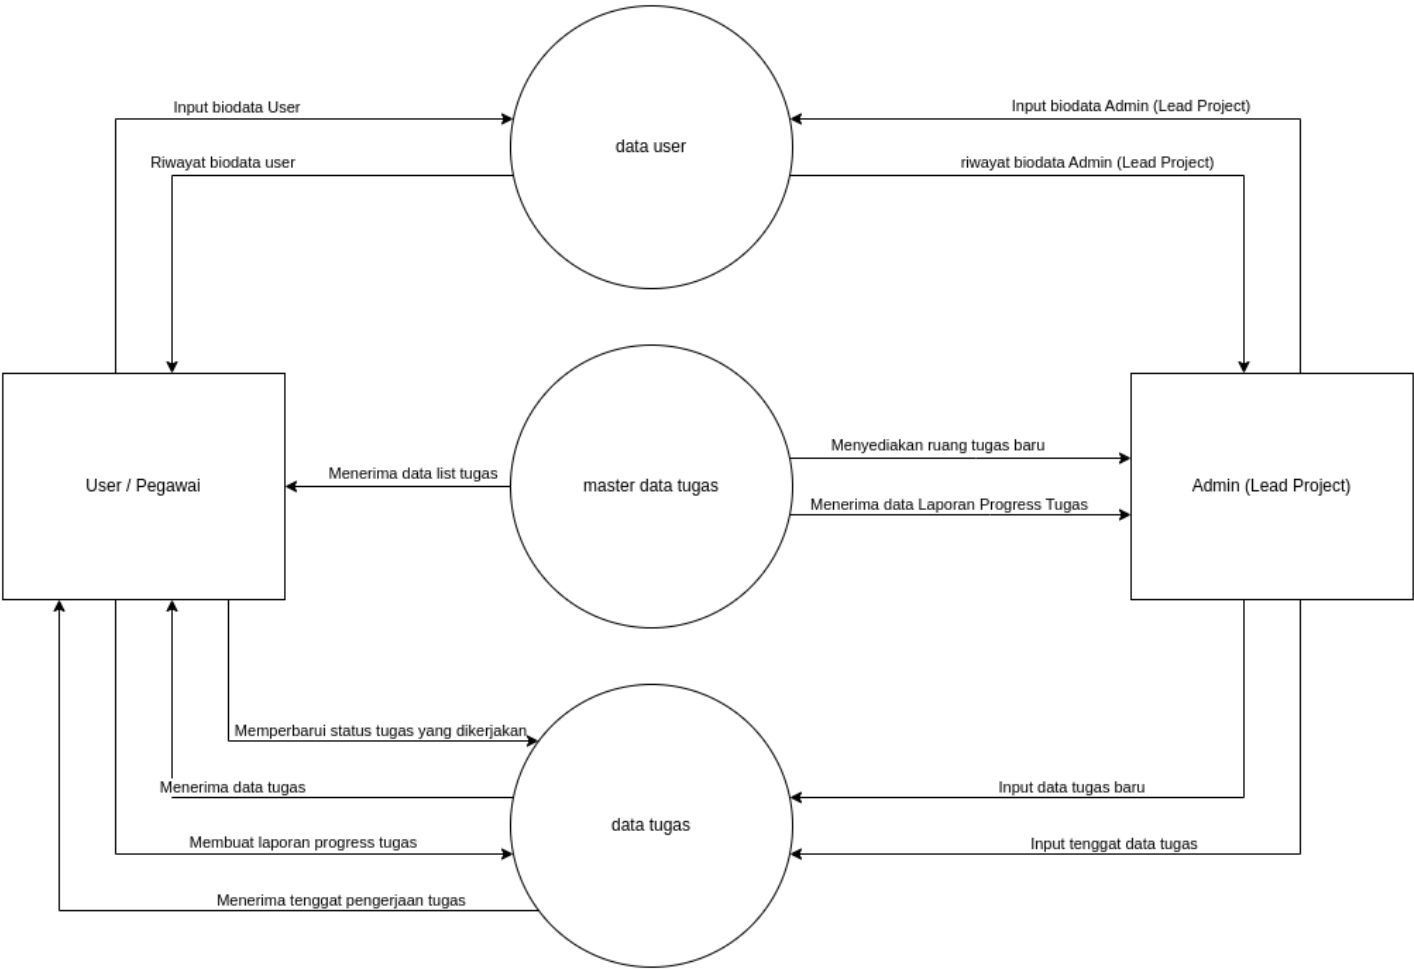 Input biodata User
Input biodata Admin (Lead Project)
data user
Riwayat biodata user
riwayat biodata Admin (Lead Project)
Menyediakan ruang tugas baru
Menerima data list tugas
User / Pegawai
master data tugas
Admin (Lead Project)
Menerima data Laporan Progress Tugas
Memperbarui status tugas yang dikerjakan
Menerima data tugas
Input data tugas baru
data tugas
Membuat laporan progress tugas
Input tenggat data tugas
Menerima tenggat pengerjaan tugas